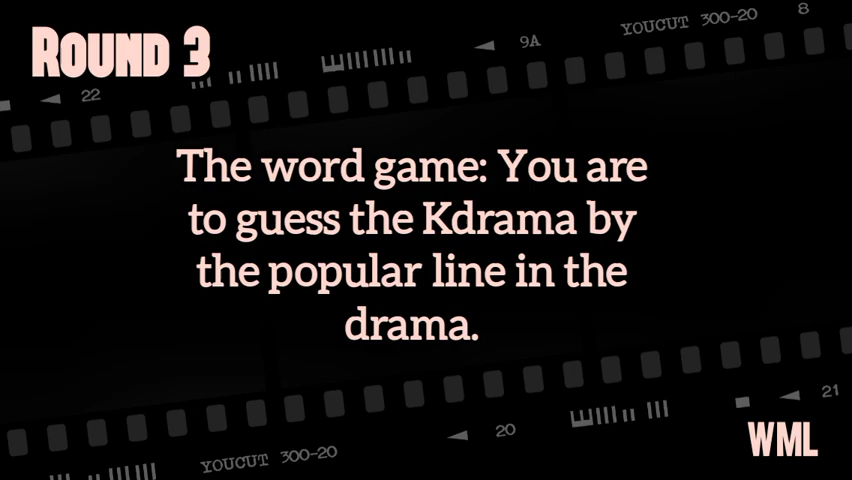 YOUCUT 300-20
8
ROUND 3
9A
22
The word game: You are
to guess the Kdrama by
the popular line in the
drama.
21
20
WML
YOUCUT 300-20